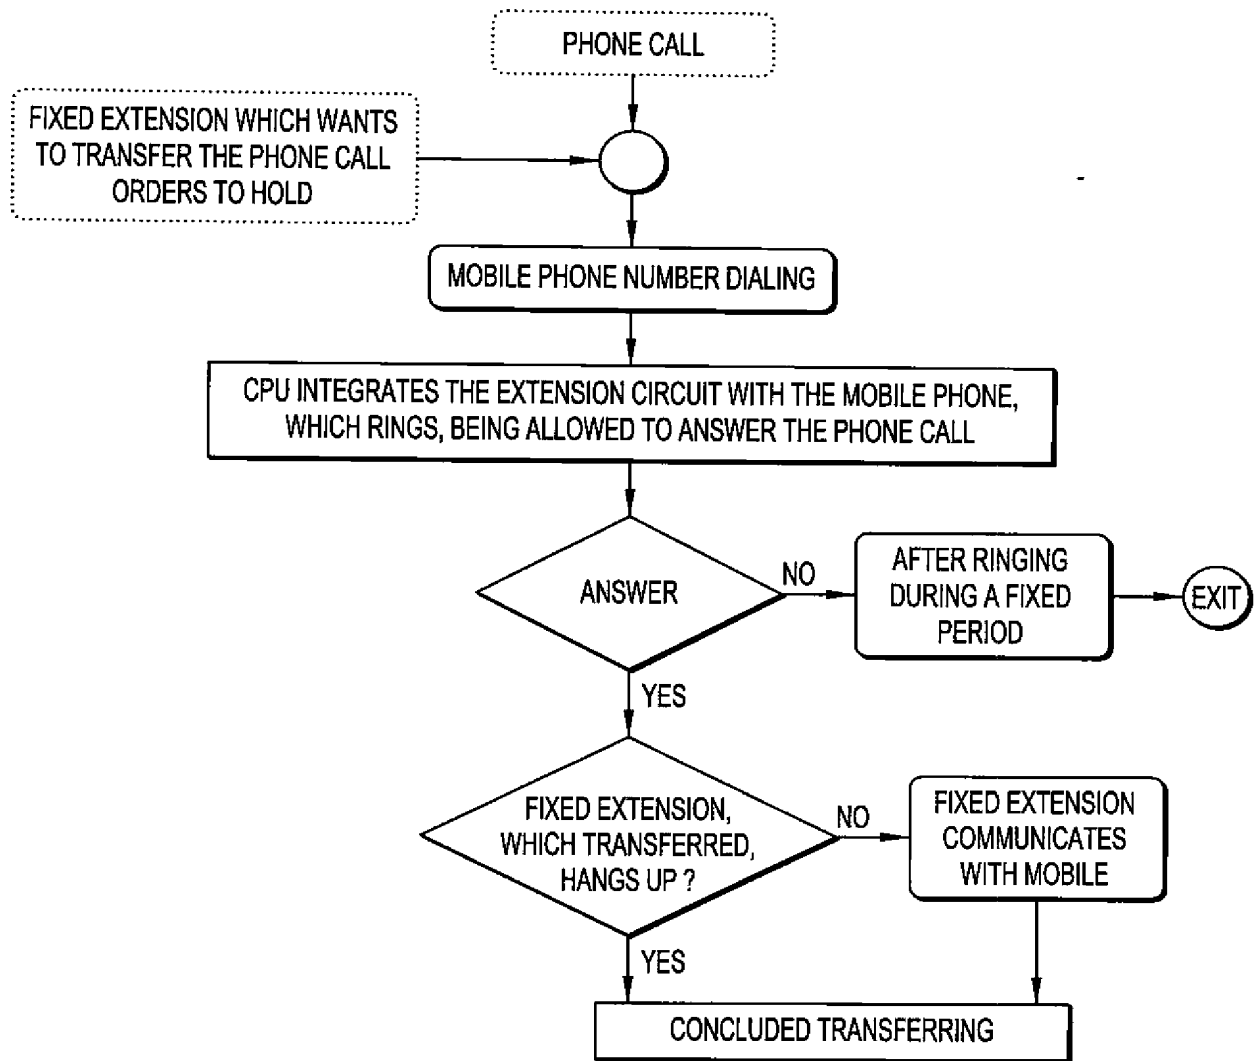 PHONE CALL
FIXED EXTENSION WHICH WANTS
TO TRANSFER THE PHONE CALL
ORDERS TO HOLD
MOBILE PHONE NUMBER DIALING
CPU INTEGRATES THE EXTENSION CIRCUIT WITH THE MOBILE PHONE,
WHICH RINGS, BEING ALLOWED TO ANSWER THE PHONE CALL
ANSWER
NO
AFTER RINGING
DURING A FIXED
PERIOD
EXIT
YES
FIXED EXTENSION,
WHICH TRANSFERRED,
HANGS UP ?
NO
FIXED EXTENSION
COMMUNICATES
WITH MOBILE
YES
CONCLUDED TRANSFERRING